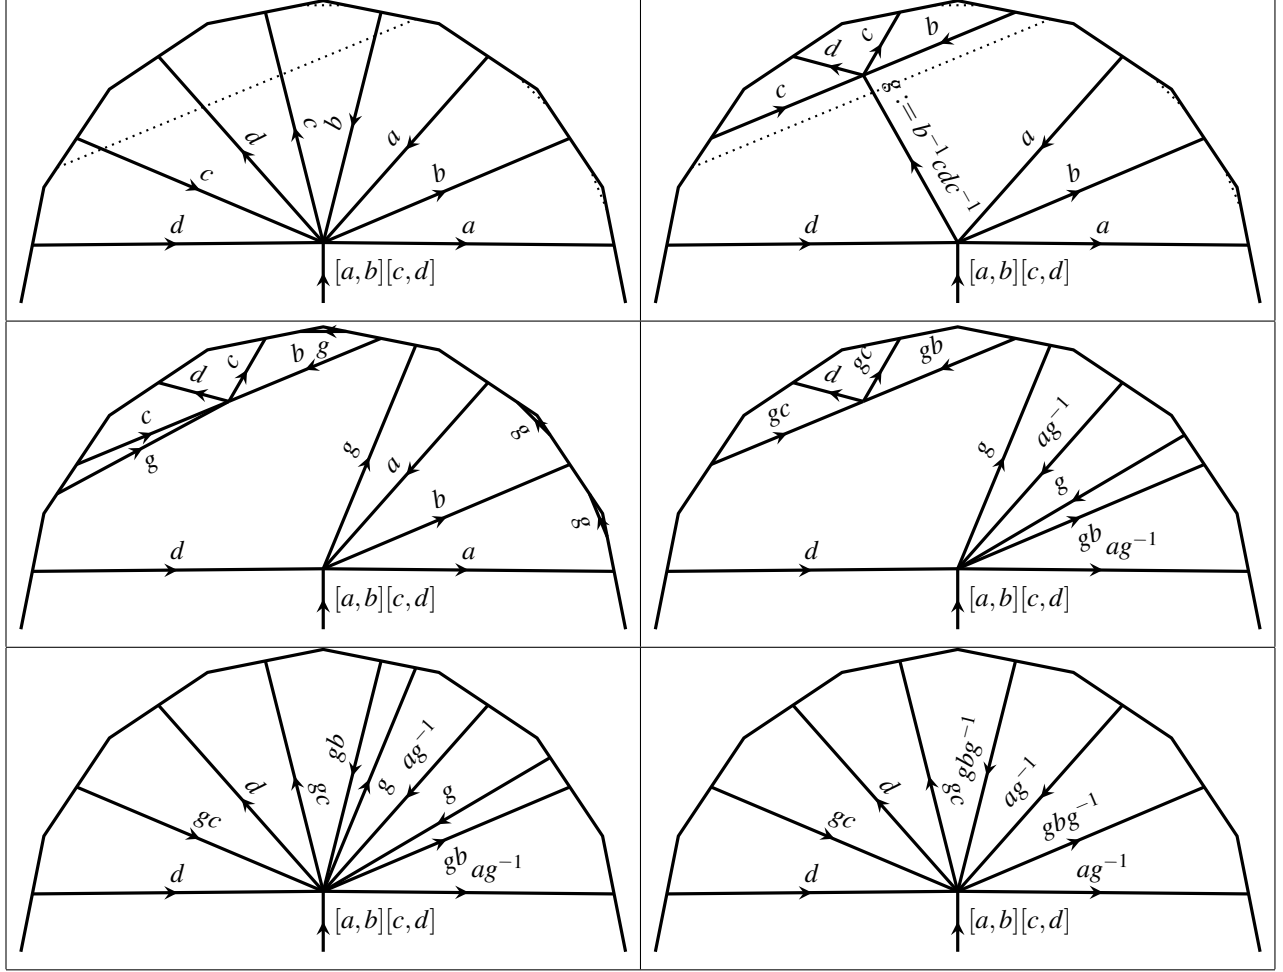 c
b
a
d
c
b
d
a
[a,b][c,d]
d
c
b
c
g := b⁻¹cdc⁻¹
a
b
d
a
[a,b][c,d]
b
g
c
d
c
g
g
a
g
b
g
d
a
[a,b][c,d]
d
gc
gb
gc
g
ag⁻¹
g
gb
d
ag⁻¹
[a,b][c,d]
gb
ag⁻¹
d
gc
g
g
gc
gb
d
ag⁻¹
[a,b][c,d]
gbg⁻¹
d
gc
ag⁻¹
gc
gbg⁻¹
d
ag⁻¹
[a,b][c,d]